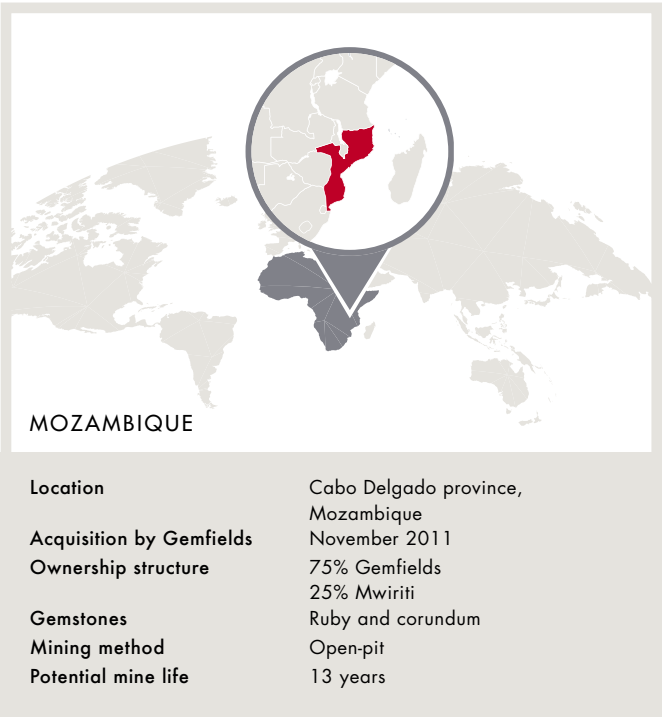 MOZAMBIQUE
Location Cabo Delgado province,
Mozambique
Acquisition by Gemfields November 2011
Ownership structure 75% Gemfields
25% Mwiriti
Gemstones Ruby and corundum
Mining method Open-pit
Potential mine life 13 years